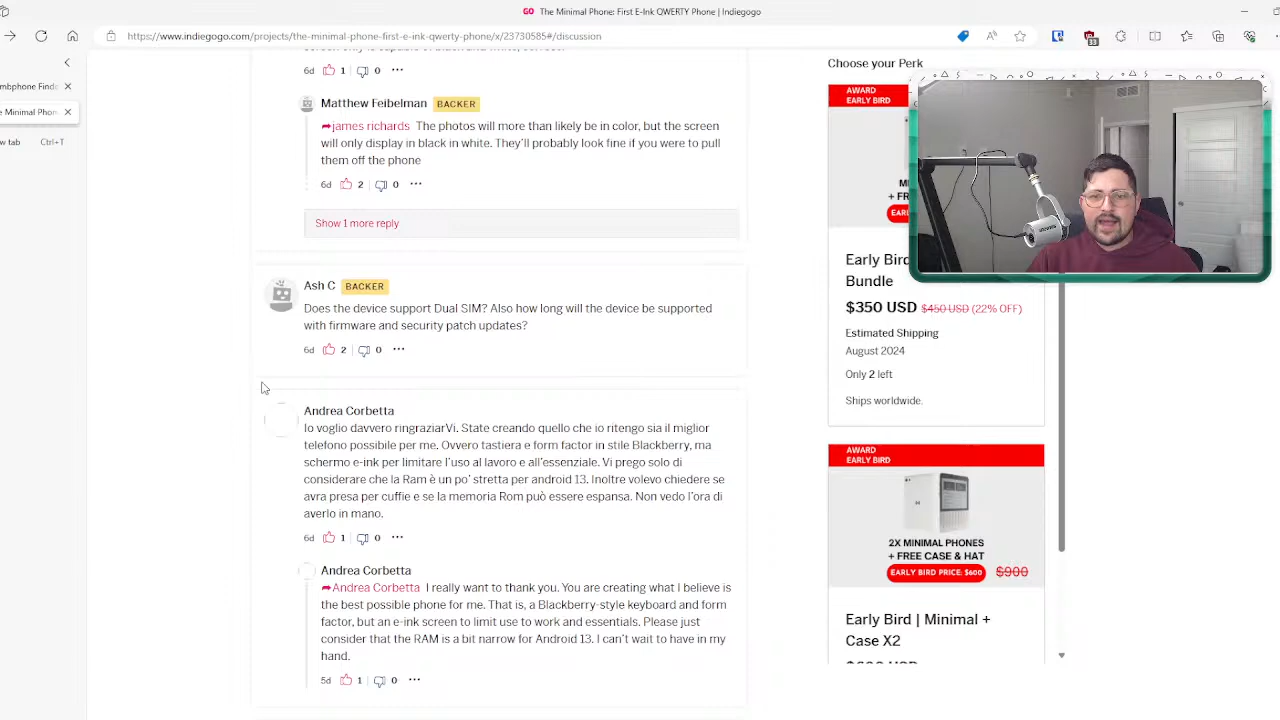 GO The Minimal Phone: First E-Ink QWERTY Phone | Indiegogo
https://www.indiegogo.com/projects/the-minimal-phone-first-e-ink-qwerty-phone/x/23730585#/discussion
33
e Minimal Phon
w tab Ctrl+T
6d 1 | 0
Matthew Feibelman BACKER
james richards The photos will more than likely be in color, but the screen
will only display in black in white. They'll probably look fine if you were to pull
them off the phone
6d 2 | 0
Show 1 more reply
Ash C BACKER
Does the device support Dual SIM? Also how long will the device be supported
with firmware and security patch updates?
6d 2 | 0
Andrea Corbetta
Io voglio davvero ringraziarVi. State creando quello che io ritengo sia il miglior
telefono possibile per me. Ovvero tastiera e form factor in stile Blackberry, ma
schermo e-ink per limitare l'uso al lavoro e all'essenziale. Vi prego solo di
considerare che la Ram è un po' stretta per android 13. Inoltre volevo chiedere se
avra presa per cuffie e se la memoria Rom può essere espansa. Non vedo l'ora di
averlo in mano.
6d 1 | 0
Andrea Corbetta
Andrea Corbetta I really want to thank you. You are creating what I believe is
the best possible phone for me. That is, a Blackberry-style keyboard and form
factor, but an e-ink screen to limit use to work and essentials. Please just
consider that the RAM is a bit narrow for Android 13. I can't wait to have in my
hand.
5d 1 | 0
Choose your Perk
AWARD
EARLY BIRD
Early Bird
Bundle
$350 USD $450 USD (22% OFF)
Estimated Shipping
August 2024
Only 2 left
Ships worldwide.
AWARD
EARLY BIRD
2X MINIMAL PHONES
+ FREE CASE & HAT
EARLY BIRD PRICE: $600 $900
Early Bird | Minimal +
Case X2